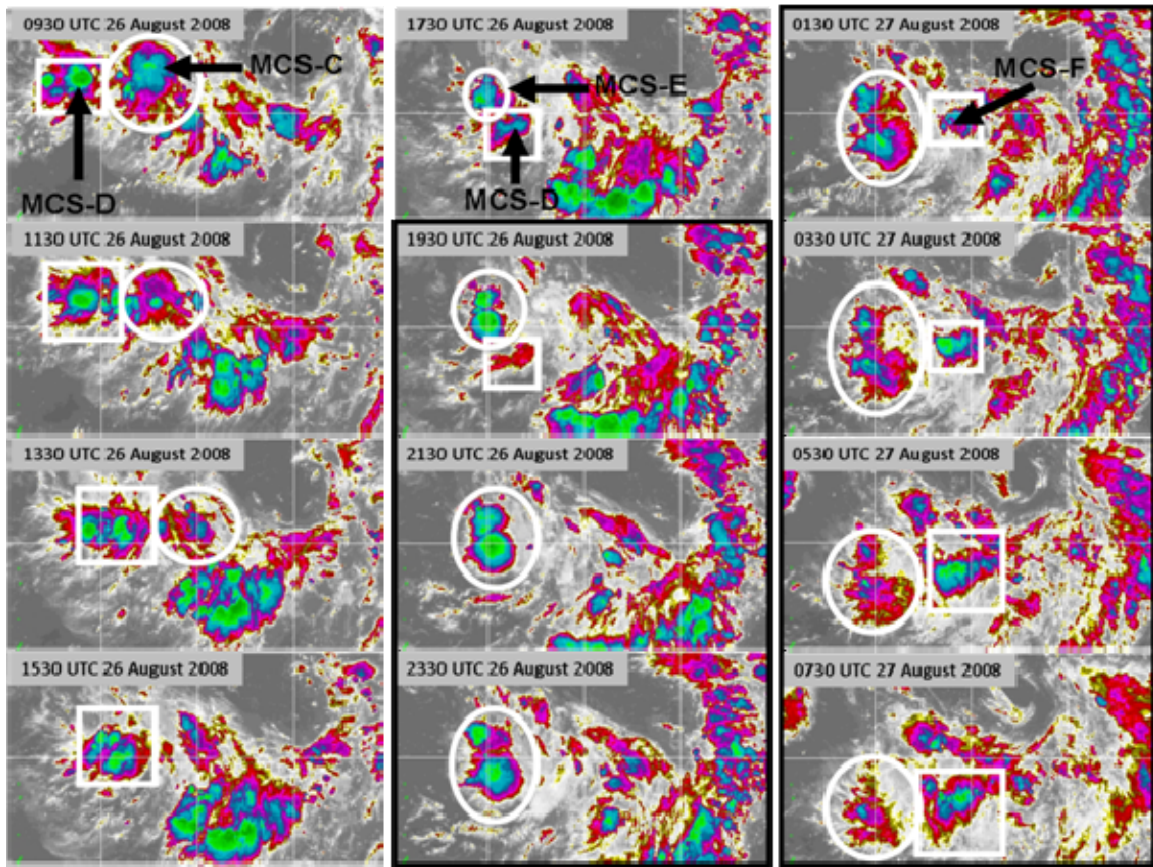 0930 UTC 26 August 2008
MCS-C
MCS-D
1130 UTC 26 August 2008
1330 UTC 26 August 2008
1530 UTC 26 August 2008
1730 UTC 26 August 2008
MCS-E
MCS-D
1930 UTC 26 August 2008
2130 UTC 26 August 2008
2330 UTC 26 August 2008
0130 UTC 27 August 2008
MCS-F
0330 UTC 27 August 2008
0530 UTC 27 August 2008
0730 UTC 27 August 2008